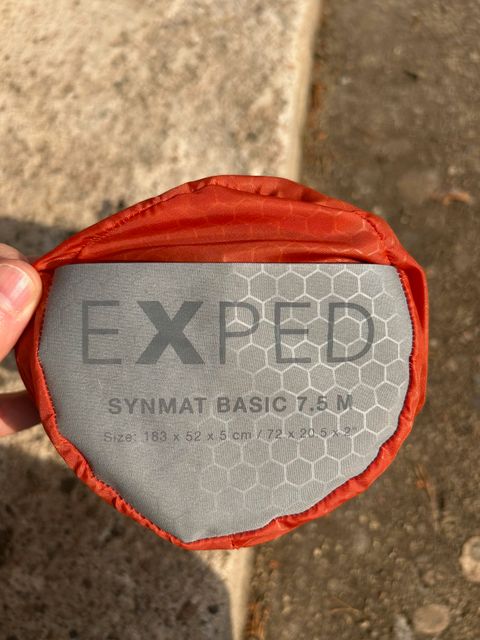 EXPED
SYNMAT BASIC 7.5 M
Size: 183 x 52 x 5 cm / 72 x 20.5 x 2"